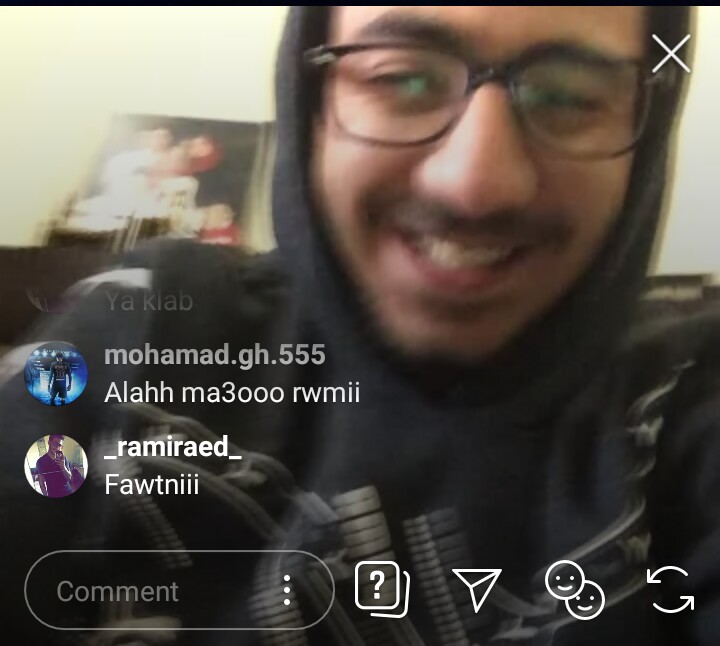 Ya klab
mohamad.gh.555
Alahh ma3ooo rwmii
_ramiraed_
Fawtniii
Comment
?